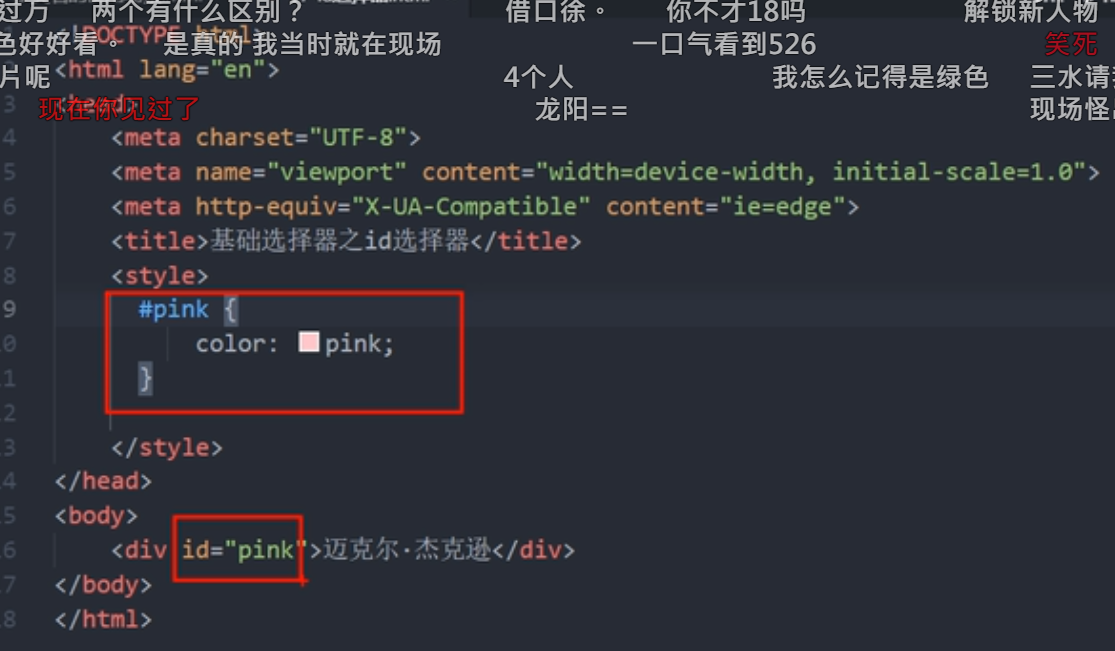 过万 两个有什么区别？ 借口徐。 你不才18吗 解锁新人物
<!DOCTYPE html>
色好好看。 是真的 我当时就在现场 一口气看到526 笑死
<html lang="en">
片呢 4个人 我怎么记得是绿色 三水请
3 <head>
现在你见过了 龙阳== 现场怪
4 <meta charset="UTF-8">
5 <meta name="viewport" content="width=device-width, initial-scale=1.0">
6 <meta http-equiv="X-UA-Compatible" content="ie=edge">
7 <title>基础选择器之id选择器</title>
8 <style>
9 #pink {
0 color: pink;
1 }
2
3 </style>
4 </head>
5 <body>
6 <div id="pink">迈克尔·杰克逊</div>
7 </body>
8 </html>